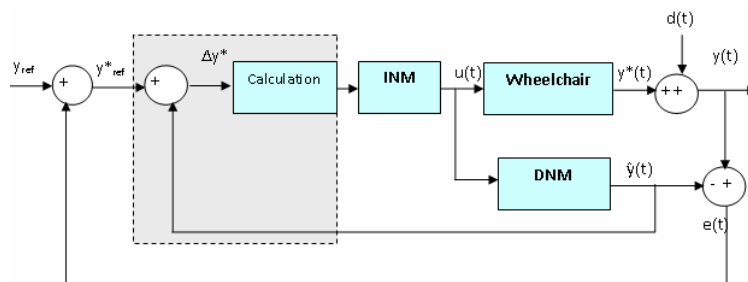 d(t)
y_ref
+
y*_ref
+
Δy*
Calculation
INM
u(t)
Wheelchair
y*(t)
++
y(t)
DNM
ŷ(t)
- +
e(t)